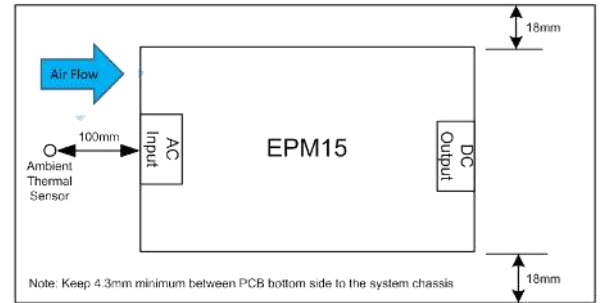 18mm
Air Flow
100mm
Ambient
Thermal
Sensor
AC
Input
EPM15
DC
Output
Note: Keep 4.3mm minimum between PCB bottom side to the system chassis
18mm